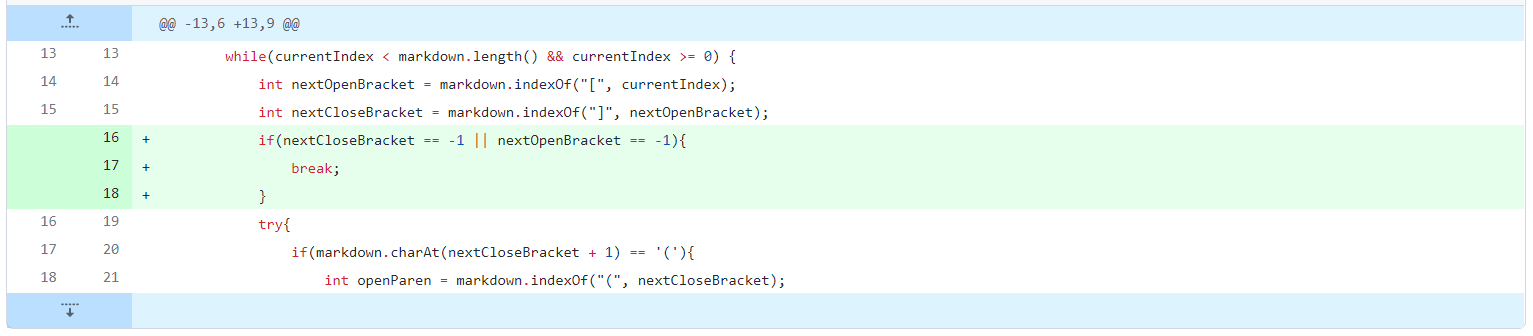 @@ -13,6 +13,9 @@
13 13 while(currentIndex < markdown.length() && currentIndex >= 0) {
14 14 int nextOpenBracket = markdown.indexOf("[", currentIndex);
15 15 int nextCloseBracket = markdown.indexOf("]", nextOpenBracket);
16 + if(nextCloseBracket == -1 || nextOpenBracket == -1){
17 + break;
18 + }
16 19 try{
17 20 if(markdown.charAt(nextCloseBracket + 1) == '('){
18 21 int openParen = markdown.indexOf("(", nextCloseBracket);